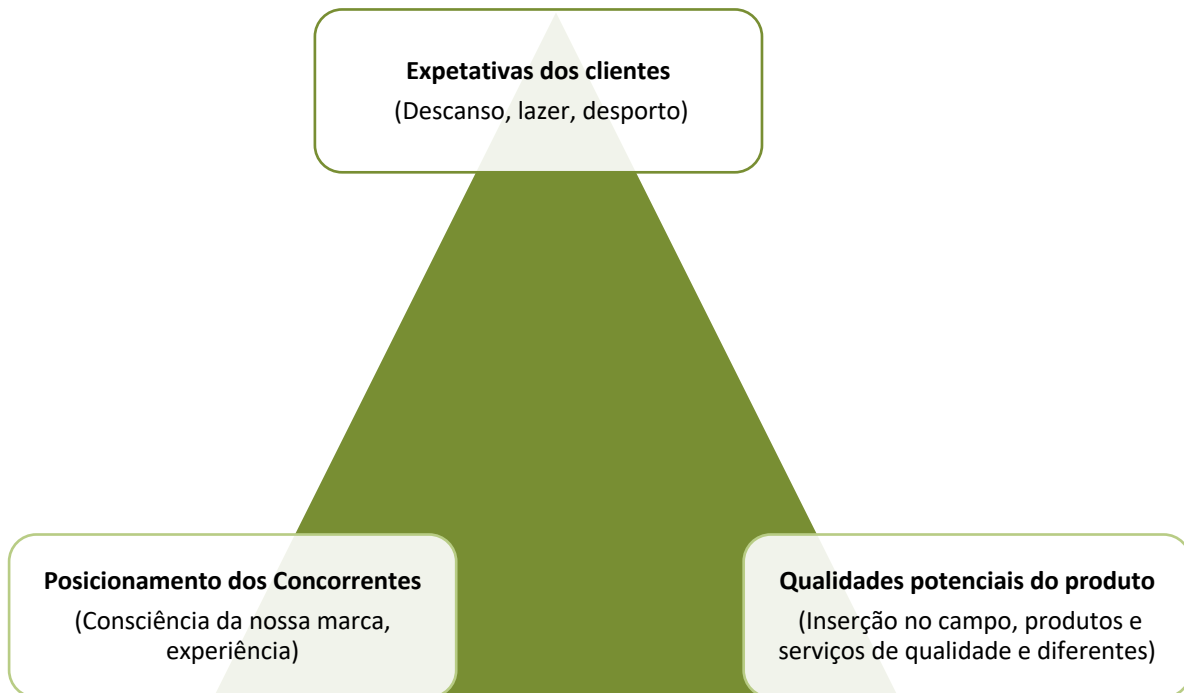 Expetativas dos clientes
(Descanso, lazer, desporto)
Posicionamento dos Concorrentes
(Consciência da nossa marca,
experiência)
Qualidades potenciais do produto
(Inserção no campo, produtos e
serviços de qualidade e diferentes)